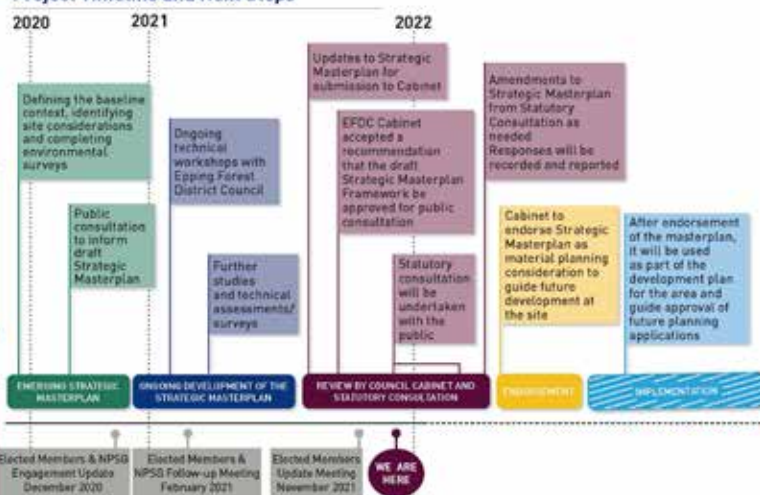 Project Timeline and Next Steps
2020
2021
2022
Defining the baseline
context, identifying
site considerations
and completing
environmental
surveys
Public
consultation
to inform
draft
Strategic
Masterplan
Ongoing
technical
workshops with
Epping Forest
District Council
Further
studies
and technical
assessments/
surveys
Updates to Strategic
Masterplan for
submission to Cabinet
EFDC Cabinet
accepted a
recommendation
that the draft
Strategic Masterplan
Framework be
approved for public
consultation
Statutory
consultation
will be
undertaken
with the
public
Amendments to
Strategic Masterplan
from Statutory
Consultation as
needed
Responses will be
recorded and reported
Cabinet to
endorse Strategic
Masterplan as
material planning
consideration to
guide future
development at
the site
After endorsement
of the masterplan,
it will be used
as part of the
development plan
for the area and
guide approval of
future planning
applications
EMERGING STRATEGIC
MASTERPLAN
ONGOING DEVELOPMENT OF THE
STRATEGIC MASTERPLAN
REVIEW BY COUNCIL CABINET AND
STATUTORY CONSULTATION
ENDORSEMENT
IMPLEMENTATION
Elected Members & NPSG
Engagement Update
December 2020
Elected Members &
NPSG Follow-up Meeting
February 2021
Elected Members
Update Meeting
November 2021
WE ARE
HERE